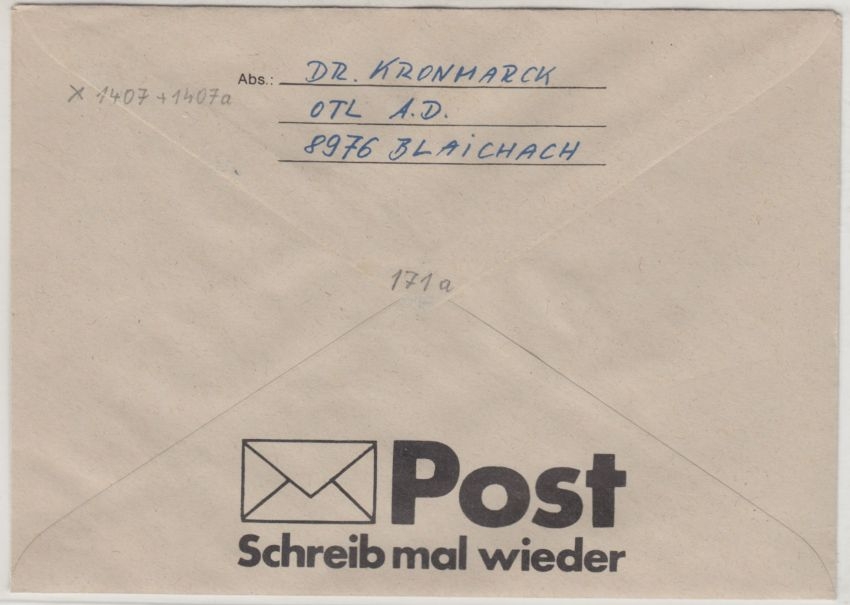 Abs.: DR. KRONMARCK
X 1407 + 1407a
OTL A.D.
8976 BLAICHACH
171a
Post
Schreib mal wieder